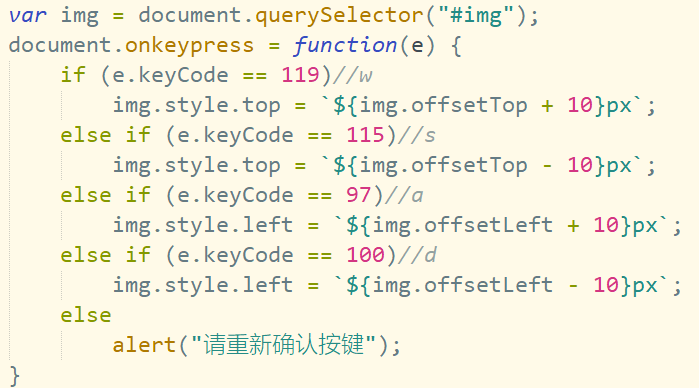 var img = document.querySelector("#img");
document.onkeypress = function(e) {
    if (e.keyCode == 119)//w
        img.style.top = `${img.offsetTop + 10}px`;
    else if (e.keyCode == 115)//s
        img.style.top = `${img.offsetTop - 10}px`;
    else if (e.keyCode == 97)//a
        img.style.left = `${img.offsetLeft + 10}px`;
    else if (e.keyCode == 100)//d
        img.style.left = `${img.offsetLeft - 10}px`;
    else
        alert("请重新确认按键");
}